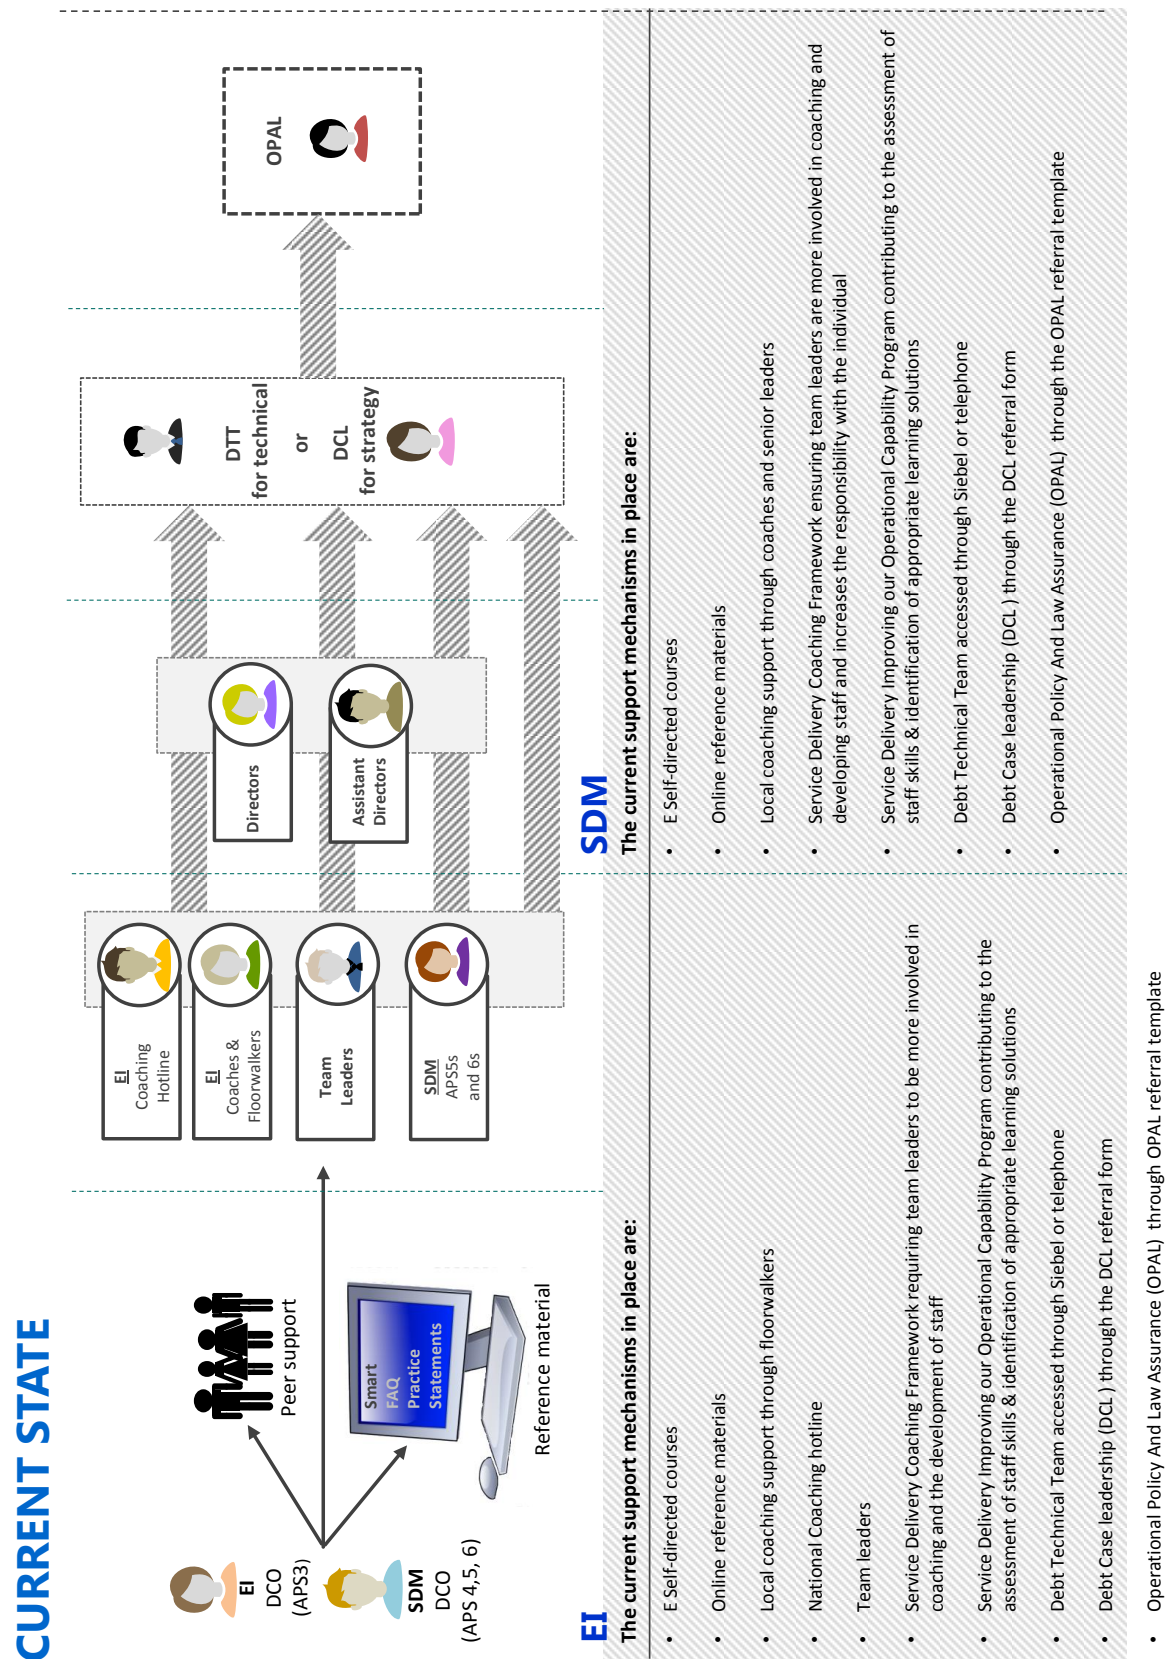 CURRENT STATE
EI
DCO
(APS3)
SDM
DCO
(APS 4,5, 6)
Peer support
Smart
FAQ
Practice
Statements
Reference material
EI
Coaching
Hotline
EI
Coaches &
Floorwalkers
Team
Leaders
SDM
APS5s
and 6s
Directors
Assistant
Directors
DTT
for technical
or
DCL
for strategy
OPAL
EI
The current support mechanisms in place are:
• E Self-directed courses
• Online reference materials
• Local coaching support through floorwalkers
• National Coaching hotline
• Team leaders
• Service Delivery Coaching Framework requiring team leaders to be more involved in
coaching and the development of staff
• Service Delivery Improving our Operational Capability Program contributing to the
assessment of staff skills & identification of appropriate learning solutions
• Debt Technical Team accessed through Siebel or telephone
• Debt Case leadership (DCL ) through the DCL referral form
• Operational Policy And Law Assurance (OPAL) through OPAL referral template
SDM
The current support mechanisms in place are:
• E Self-directed courses
• Online reference materials
• Local coaching support through coaches and senior leaders
• Service Delivery Coaching Framework ensuring team leaders are more involved in coaching and
developing staff and increases the responsibility with the individual
• Service Delivery Improving our Operational Capability Program contributing to the assessment of
staff skills & identification of appropriate learning solutions
• Debt Technical Team accessed through Siebel or telephone
• Debt Case leadership (DCL ) through the DCL referral form
• Operational Policy And Law Assurance (OPAL) through the OPAL referral template